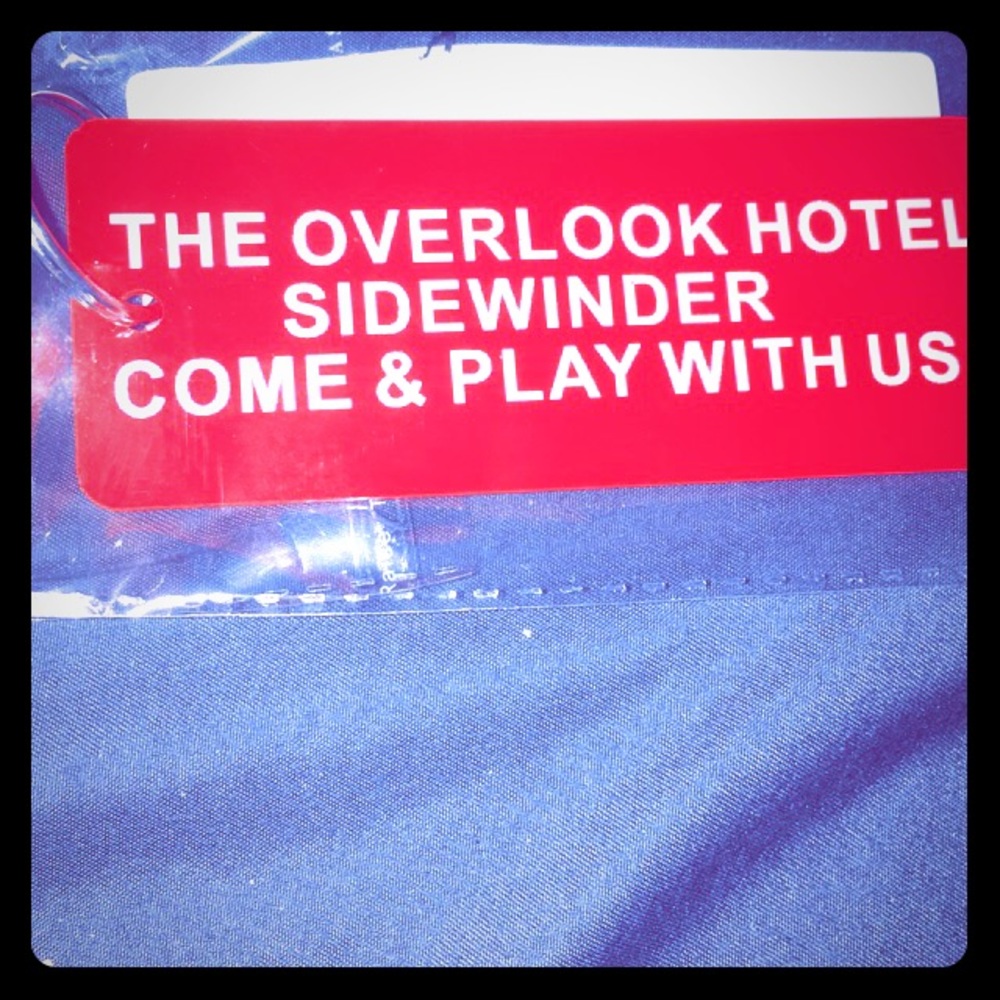 THE OVERLOOK HOTEL
SIDEWINDER
COME & PLAY WITH US